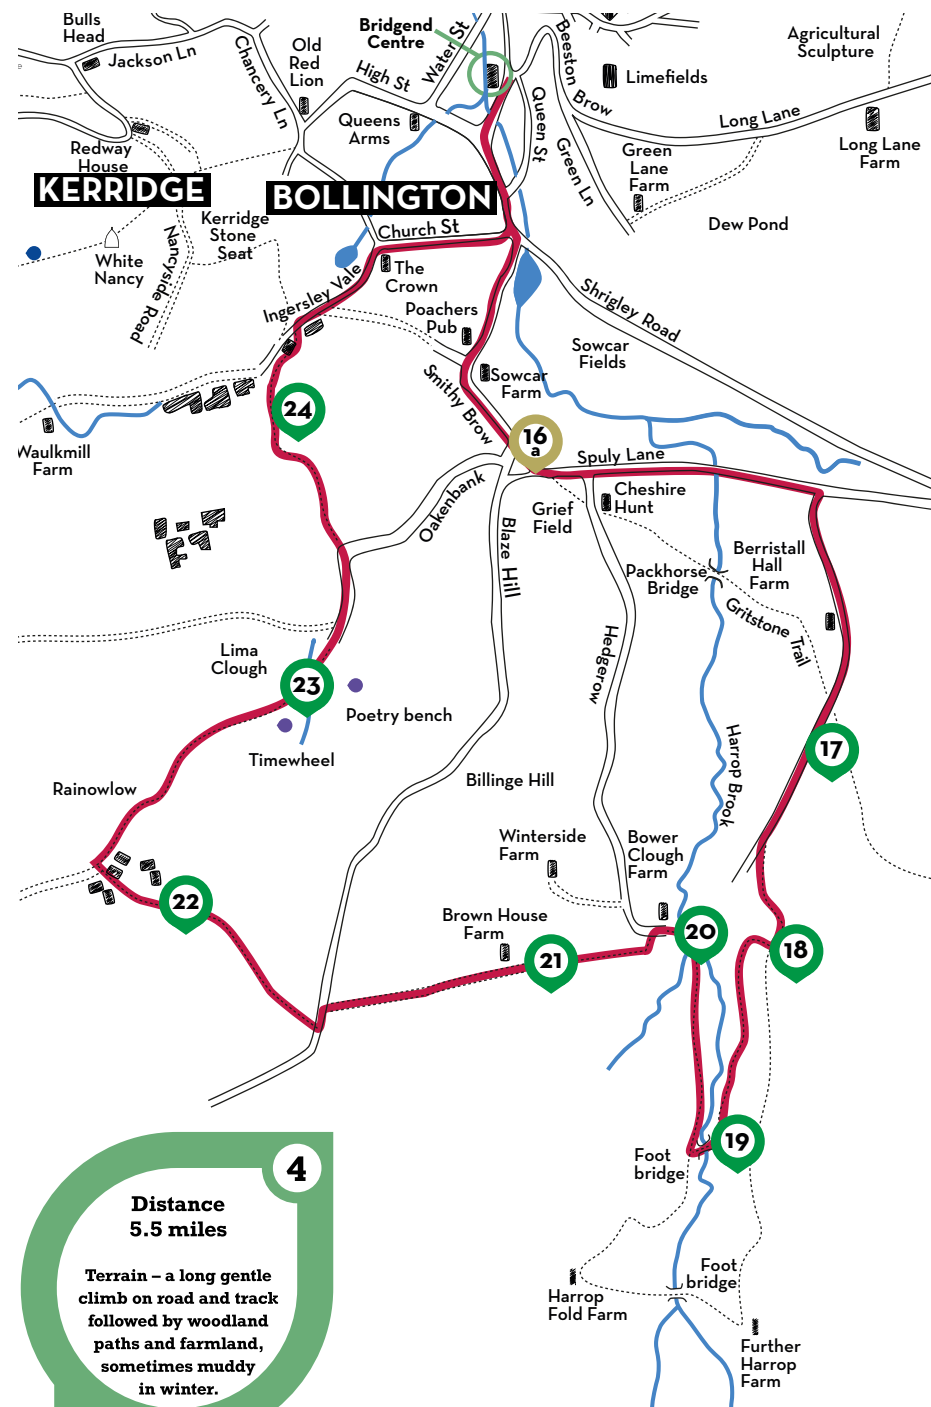 Bulls
Head
Jackson Ln
Chancery Ln
Old
Red
Lion
Bridgend
Centre
Water St
High St
Queens
Arms
Beeston
Brow
Limefields
Agricultural
Sculpture
Long Lane
Long Lane
Farm
Queen St
Green Ln
Green
Lane
Farm
Dew Pond
Redway
House
KERRIDGE
BOLLINGTON
Kerridge
Stone
Seat
White
Nancy
Nancyside Road
Church St
The
Crown
Ingersley Vale
Poachers
Pub
Shrigley Road
Sowcar
Fields
Sowcar
Farm
Smithy Brow
24
16
a
Spuly Lane
Waulkmill
Farm
Oakenbank
Grief
Field
Cheshire
Hunt
Blaze Hill
Packhorse
Bridge
Berristall
Hall
Farm
Gritstone Trail
Hedgerow
Lima
Clough
23
Poetry bench
Timewheel
17
Harrop Brook
Rainowlow
Billinge Hill
Winterside
Farm
Bower
Clough
Farm
22
Brown House
Farm
21
20
18
19
Foot
bridge
Foot
bridge
Harrop
Fold Farm
Further
Harrop
Farm
4
Distance
5.5 miles
Terrain – a long gentle
climb on road and track
followed by woodland
paths and farmland,
sometimes muddy
in winter.